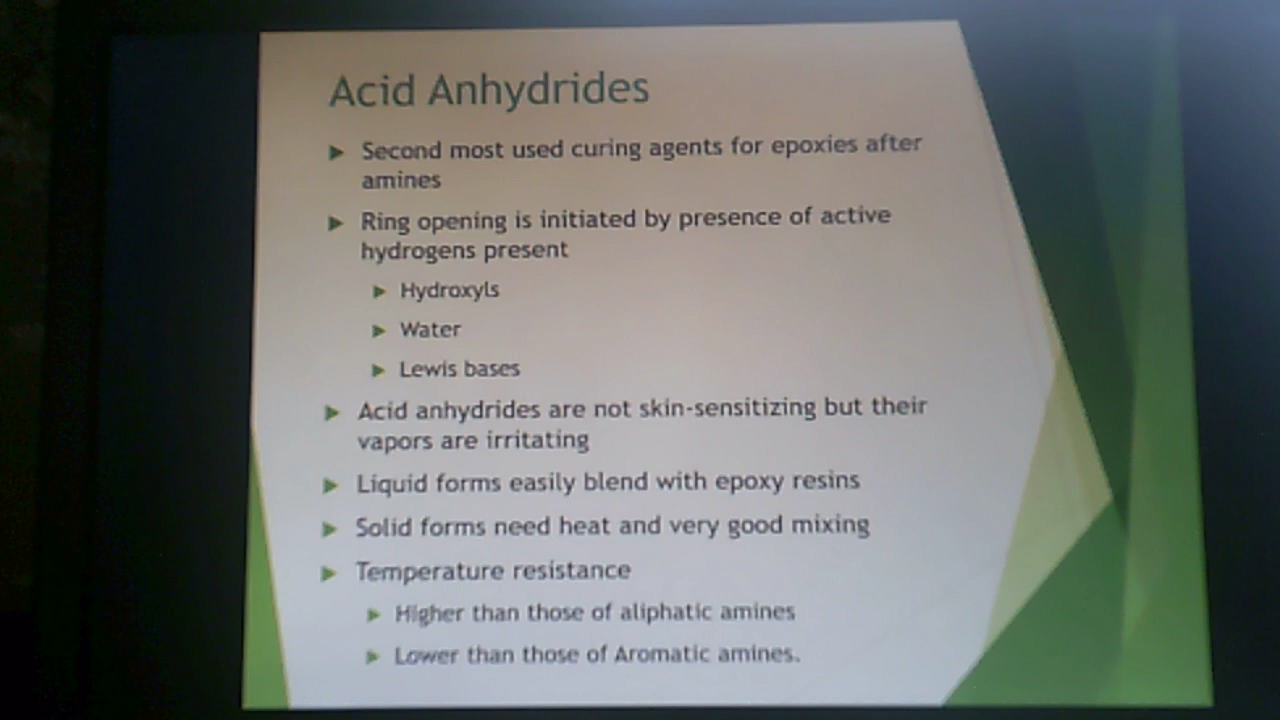 Acid Anhydrides
Second most used curing agents for epoxies after
amines
Ring opening is initiated by presence of active
hydrogens present
Hydroxyls
Water
Lewis bases
Acid anhydrides are not skin-sensitizing but their
vapors are irritating
Liquid forms easily blend with epoxy resins
Solid forms need heat and very good mixing
Temperature resistance
Higher than those of aliphatic amines
Lower than those of Aromatic amines.